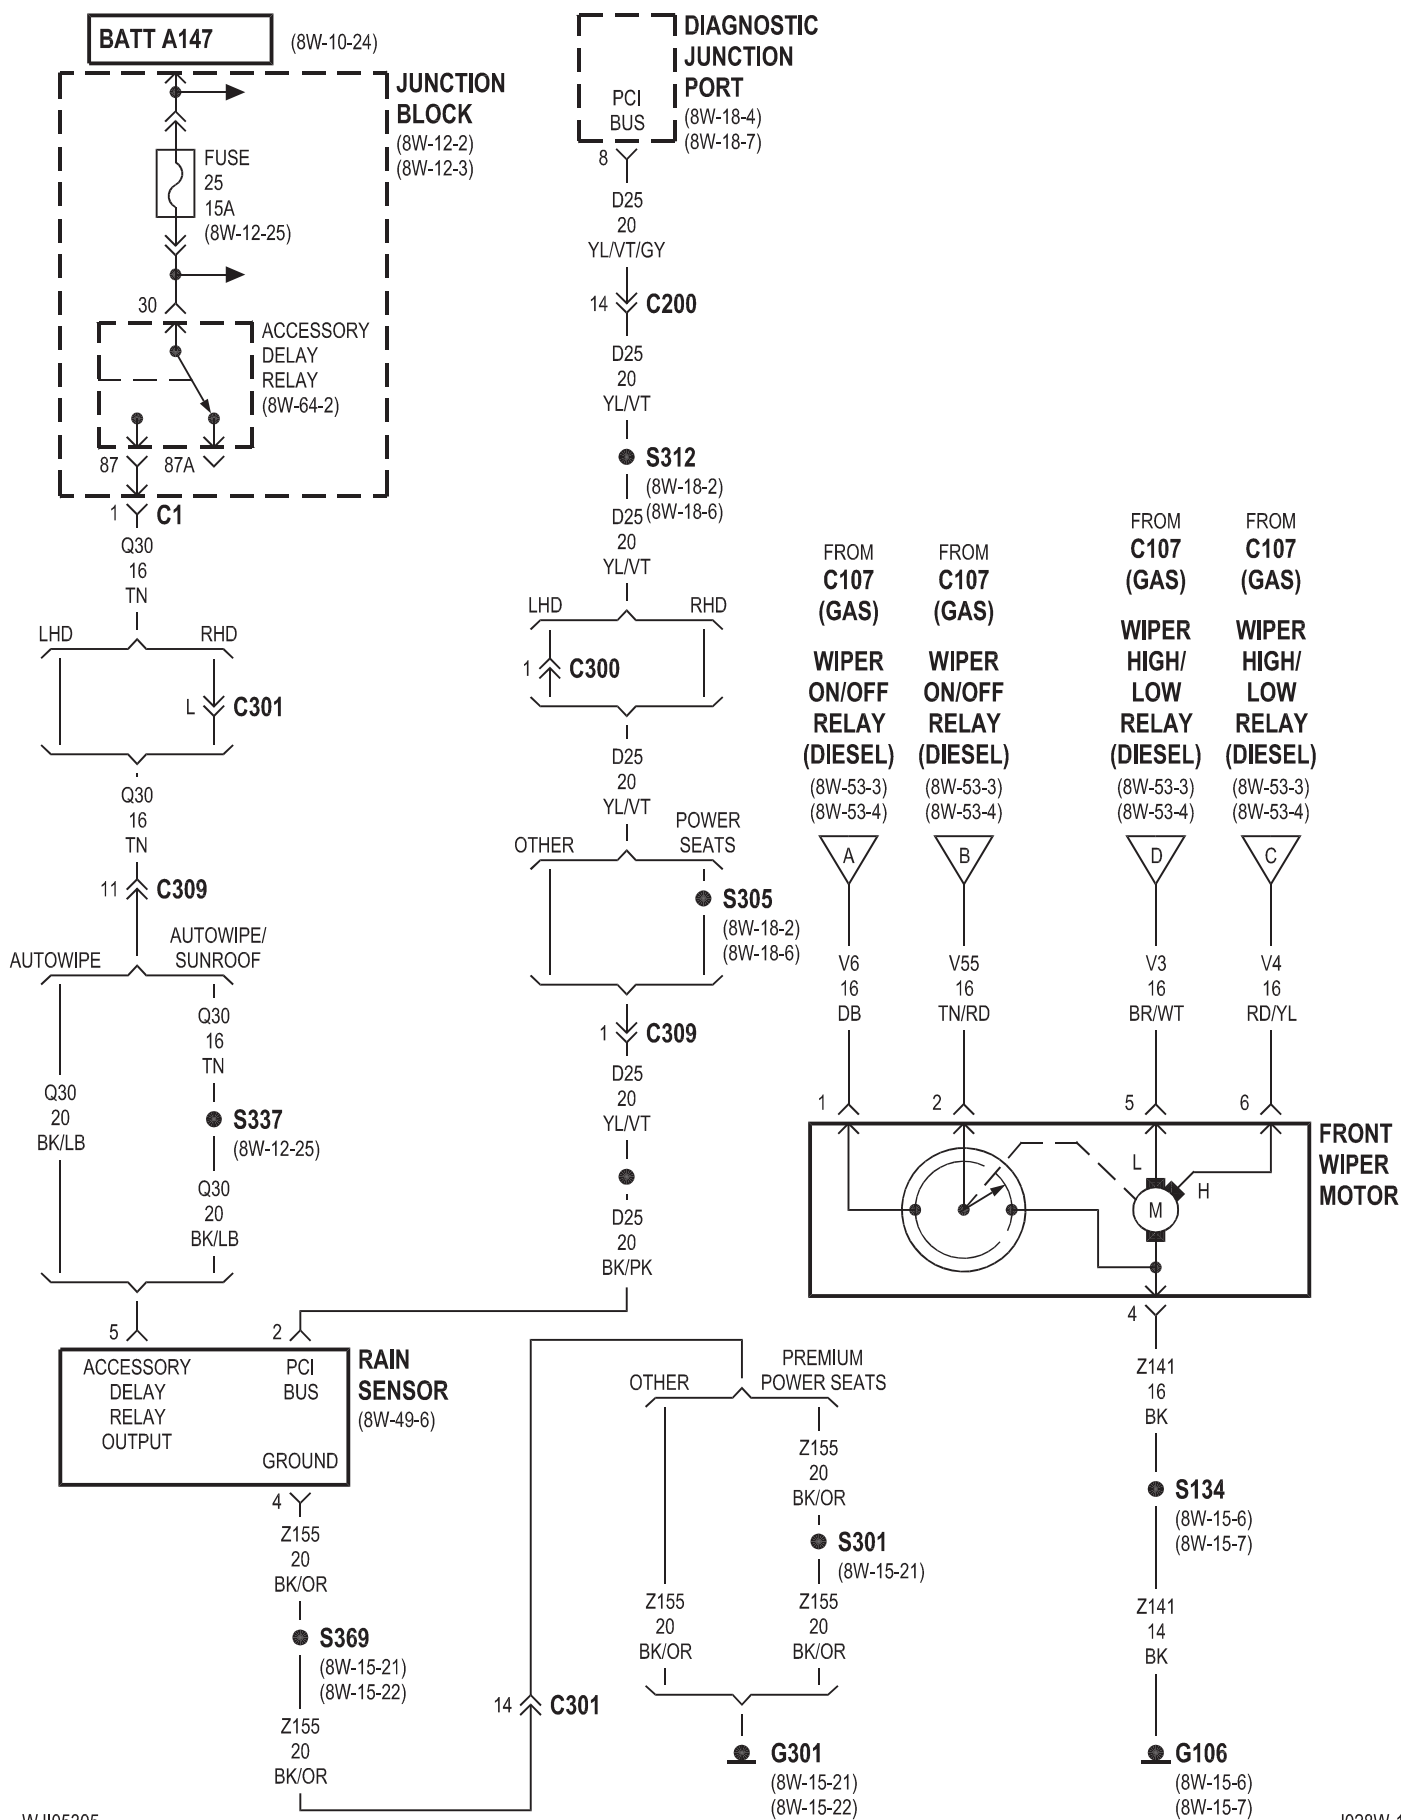 BATT A147
(8W-10-24)
JUNCTION
BLOCK
(8W-12-2)
(8W-12-3)
FUSE
25
15A
(8W-12-25)
30
ACCESSORY
DELAY
RELAY
(8W-64-2)
87
87A
1
C1
Q30
16
TN
LHD
RHD
L
C301
Q30
16
TN
11
C309
AUTOWIPE
AUTOWIPE/
SUNROOF
Q30
16
TN
Q30
20
BK/LB
S337
(8W-12-25)
Q30
20
BK/LB
5
2
ACCESSORY
DELAY
RELAY
OUTPUT
PCI
BUS
GROUND
RAIN
SENSOR
(8W-49-6)
4
Z155
20
BK/OR
S369
(8W-15-21)
(8W-15-22)
Z155
20
BK/OR
DIAGNOSTIC
JUNCTION
PORT
(8W-18-4)
(8W-18-7)
PCI
BUS
8
D25
20
YL/VT/GY
14
C200
D25
20
YL/VT
S312
(8W-18-2)
(8W-18-6)
D25
20
YL/VT
LHD
RHD
1
C300
D25
20
YL/VT
OTHER
POWER
SEATS
S305
(8W-18-2)
(8W-18-6)
1
C309
D25
20
YL/VT
D25
20
BK/PK
14
C301
OTHER
PREMIUM
POWER SEATS
Z155
20
BK/OR
S301
(8W-15-21)
Z155
20
BK/OR
Z155
20
BK/OR
G301
(8W-15-21)
(8W-15-22)
FROM
C107
(GAS)
WIPER
ON/OFF
RELAY
(DIESEL)
(8W-53-3)
(8W-53-4)
A
V6
16
DB
1
FROM
C107
(GAS)
WIPER
ON/OFF
RELAY
(DIESEL)
(8W-53-3)
(8W-53-4)
B
V55
16
TN/RD
2
FROM
C107
(GAS)
WIPER
HIGH/
LOW
RELAY
(DIESEL)
(8W-53-3)
(8W-53-4)
D
V3
16
BR/WT
5
FROM
C107
(GAS)
WIPER
HIGH/
LOW
RELAY
(DIESEL)
(8W-53-3)
(8W-53-4)
C
V4
16
RD/YL
6
FRONT
WIPER
MOTOR
L
H
M
4
Z141
16
BK
S134
(8W-15-6)
(8W-15-7)
Z141
14
BK
G106
(8W-15-6)
(8W-15-7)